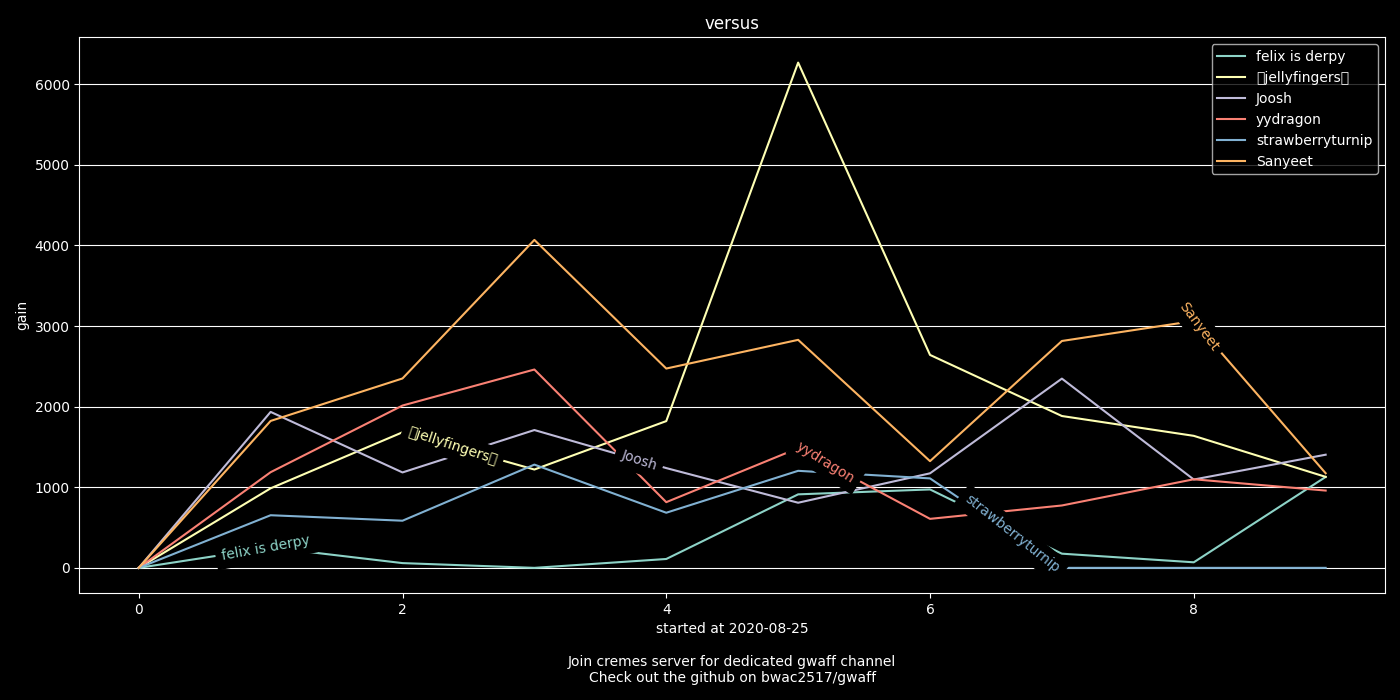 versus
6000
5000
4000
3000
2000
1000
0
gain
felix is derpy
▯jellyfingers▯
Joosh
yydragon
strawberryturnip
Sanyeet
felix is derpy
▯jellyfingers▯
Joosh
yydragon
strawberryturnip
Sanyeet
0 2 4 6 8
started at 2020-08-25
Join cremes server for dedicated gwaff channel
Check out the github on bwac2517/gwaff